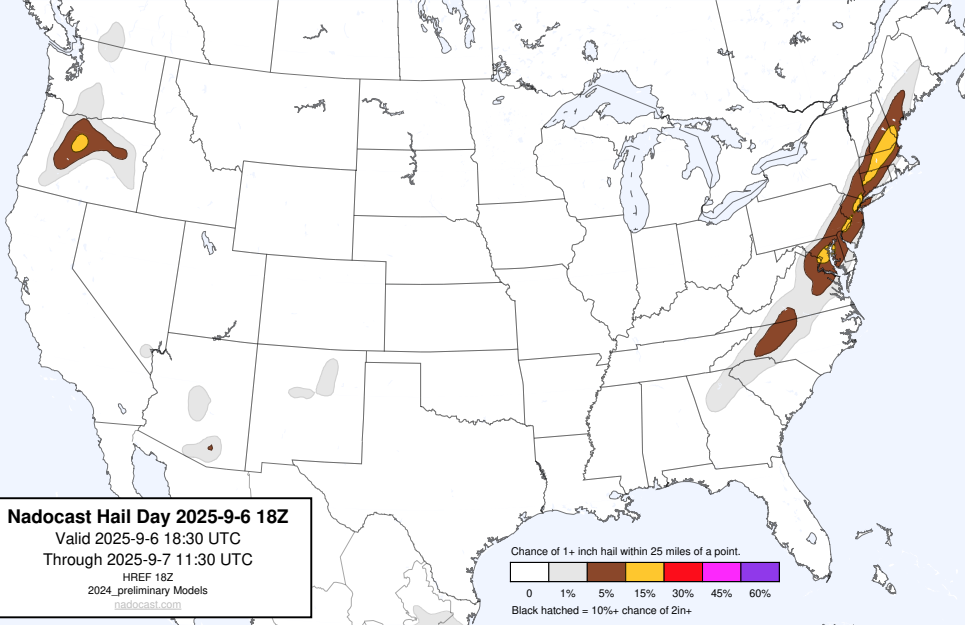 Nadocast Hail Day 2025-9-6 18Z
Valid 2025-9-6 18:30 UTC
Through 2025-9-7 11:30 UTC
HREF 18Z
2024_preliminary Models
nadocast.com
Chance of 1+ inch hail within 25 miles of a point.
0 1% 5% 15% 30% 45% 60%
Black hatched = 10%+ chance of 2in+